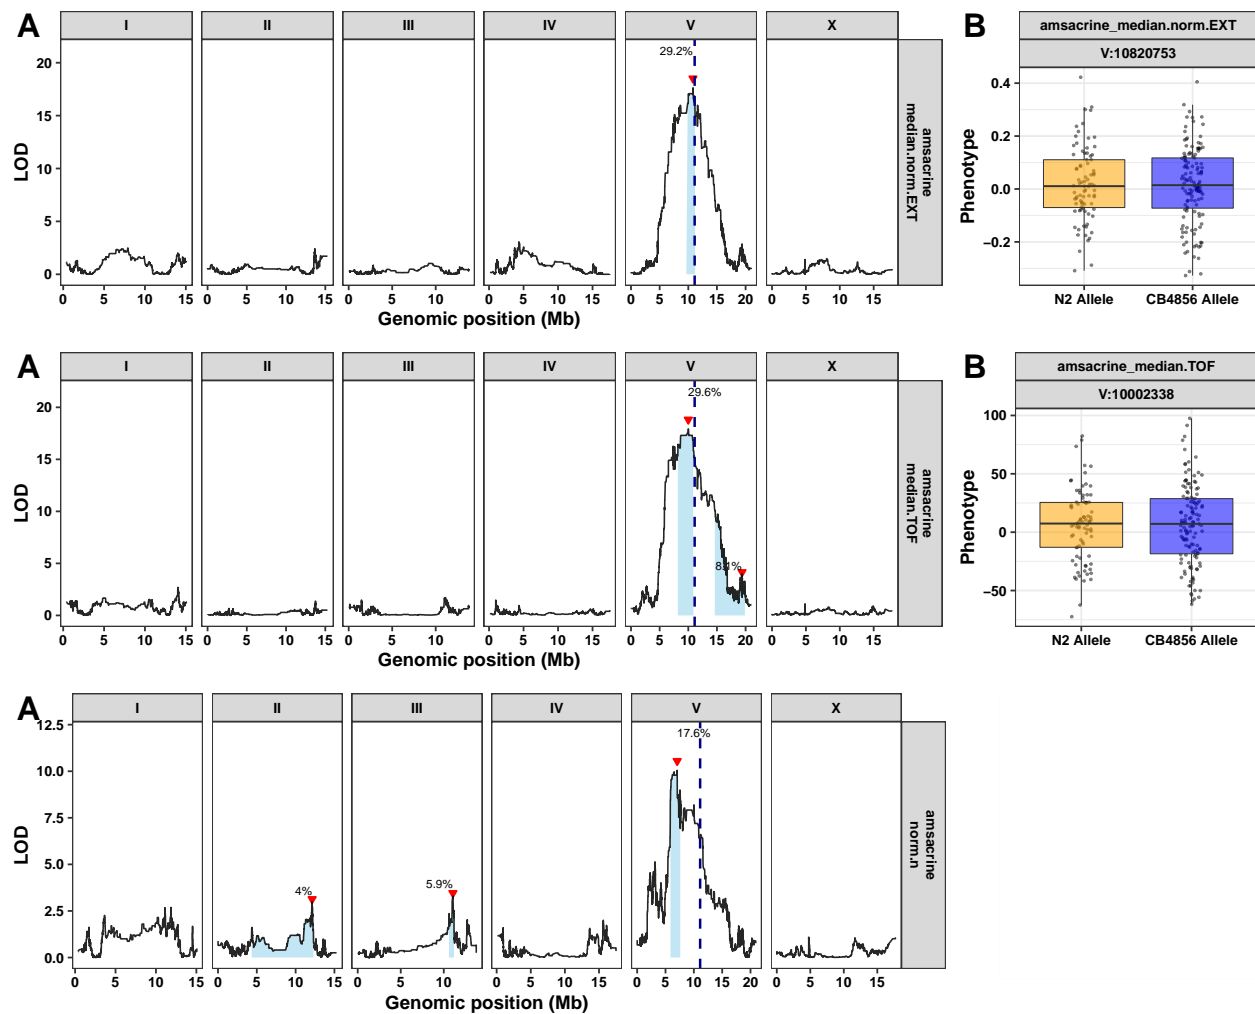 A
I II III IV V X
LOD
20
15
10
5
0
29.2%
amsacrine
median.norm.EXT
0 5 10 15 0 5 10 15 0 5 10 0 5 10 15 0 5 10 15 20 0 5 10 15
Genomic position (Mb)
B
amsacrine_median.norm.EXT
V:10820753
Phenotype
0.4
0.2
0.0
−0.2
N2 Allele CB4856 Allele
A
I II III IV V X
LOD
20
15
10
5
0
29.6%
8.1%
amsacrine
median.TOF
0 5 10 15 0 5 10 15 0 5 10 0 5 10 15 0 5 10 15 20 0 5 10 15
Genomic position (Mb)
B
amsacrine_median.TOF
V:10002338
Phenotype
100
50
0
−50
N2 Allele CB4856 Allele
A
I II III IV V X
LOD
12.5
10.0
7.5
5.0
2.5
0.0
4%
5.9%
17.6%
amsacrine
norm.n
0 5 10 15 0 5 10 15 0 5 10 0 5 10 15 0 5 10 15 20 0 5 10 15
Genomic position (Mb)